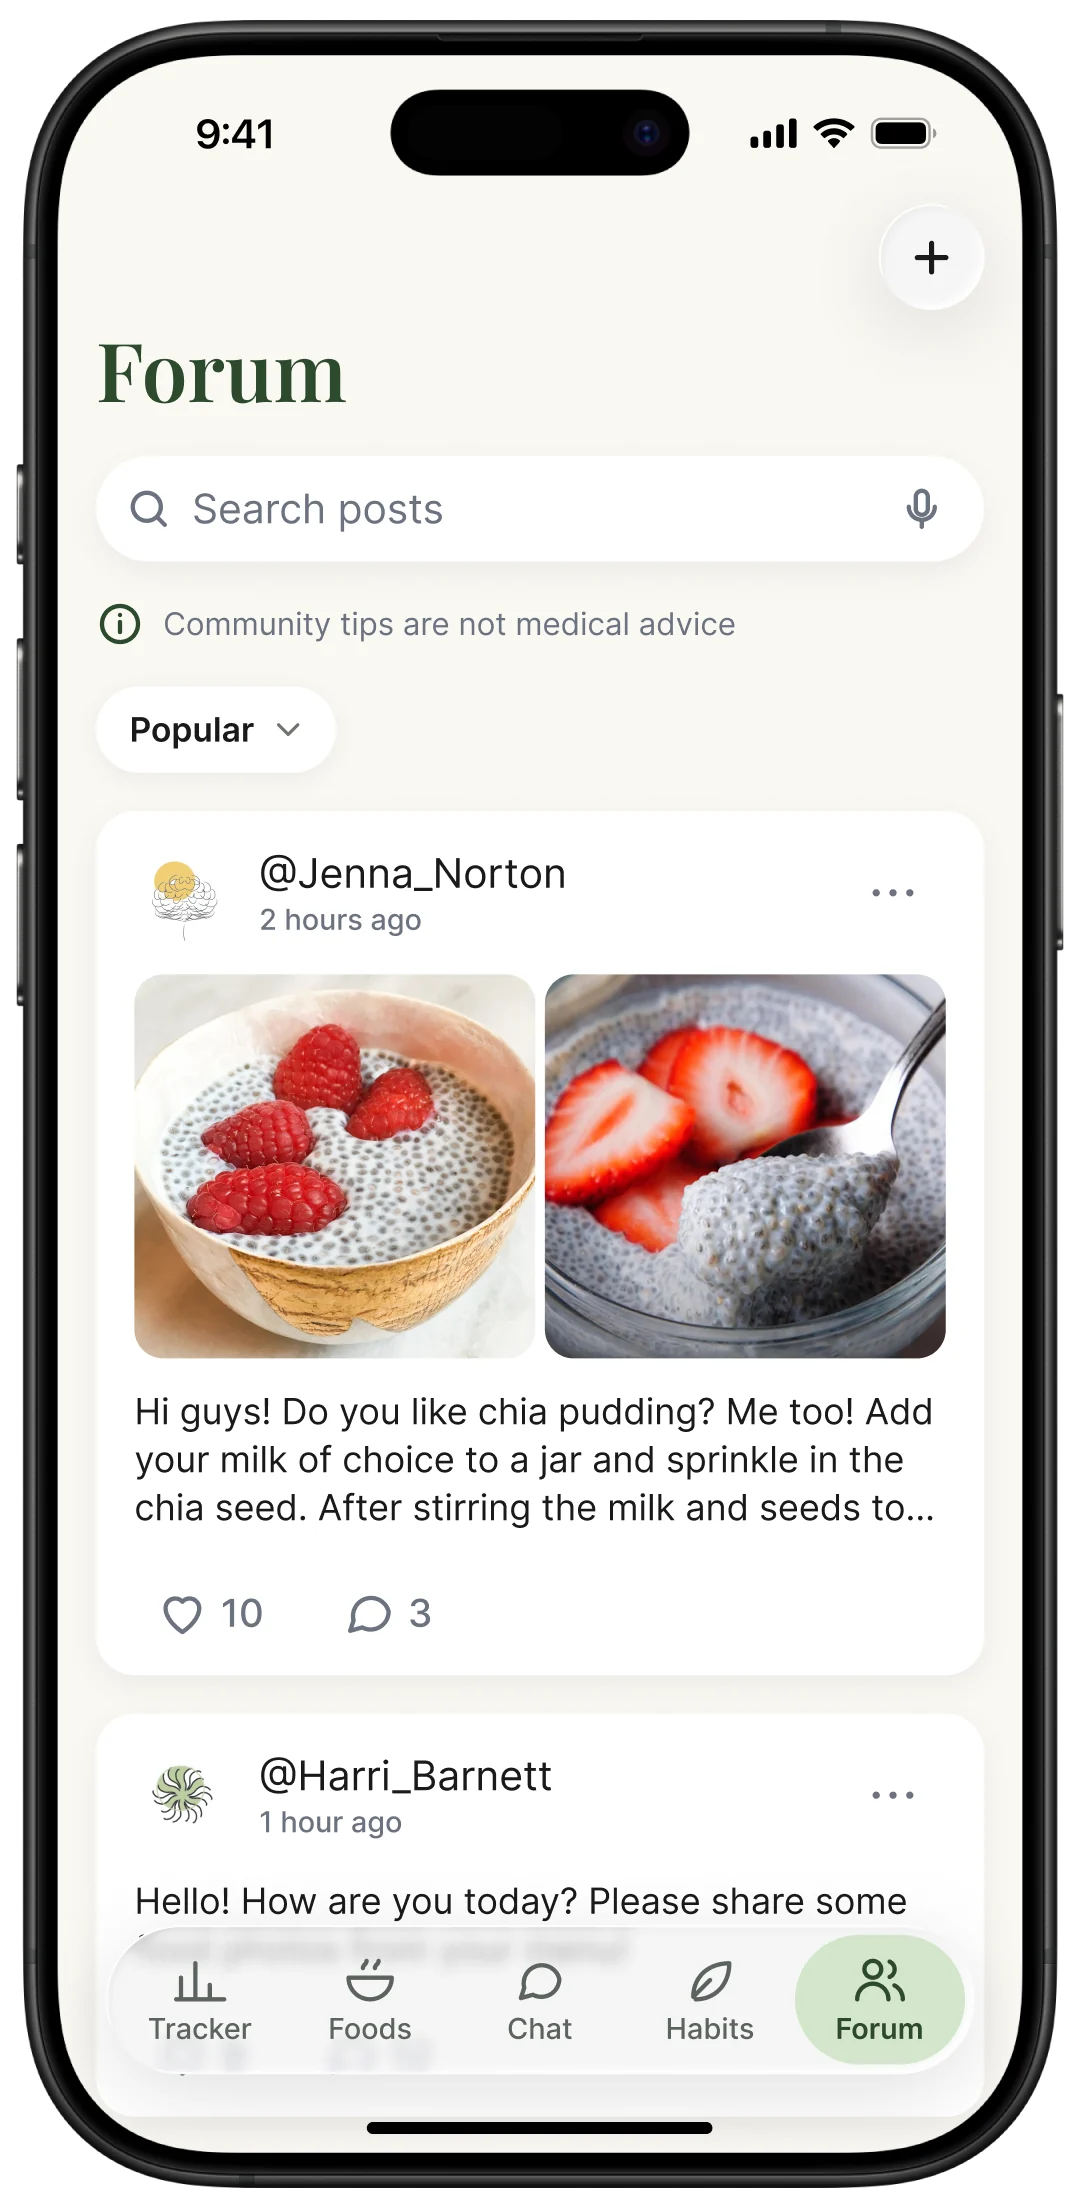 9:41
Forum
Search posts
Community tips are not medical advice
Popular
@Jenna_Norton
2 hours ago
Hi guys! Do you like chia pudding? Me too! Add
your milk of choice to a jar and sprinkle in the
chia seed. After stirring the milk and seeds to...
10
3
@Harri_Barnett
1 hour ago
Hello! How are you today? Please share some
Tracker
Foods
Chat
Habits
Forum